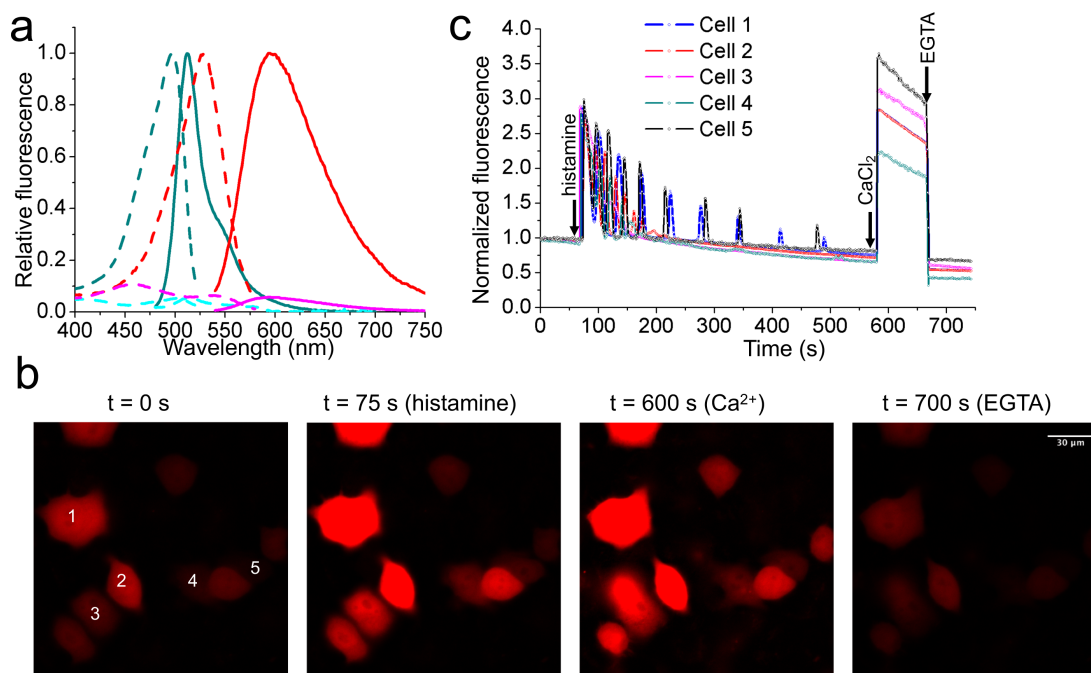 a
Relative fluorescence
1.0
0.8
0.6
0.4
0.2
0.0
400 450 500 550 600 650 700 750
Wavelength (nm)
c
Normalized fluorescence
4.0
3.5
3.0
2.5
2.0
1.5
1.0
0.5
0.0
Cell 1
Cell 2
Cell 3
Cell 4
Cell 5
histamine
CaCl₂
EGTA
0 100 200 300 400 500 600 700
Time (s)
b
t = 0 s
t = 75 s (histamine)
t = 600 s (Ca²⁺)
t = 700 s (EGTA)
1
2
3
4
5
30 µm